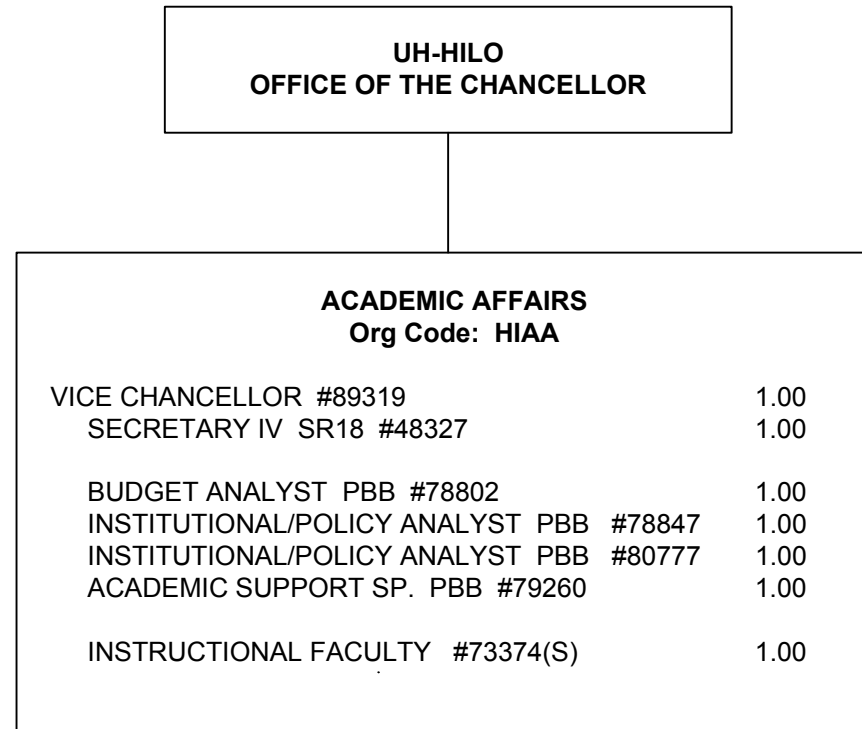 UH-HILO
OFFICE OF THE CHANCELLOR
ACADEMIC AFFAIRS
Org Code: HIAA
VICE CHANCELLOR #89319 1.00
SECRETARY IV SR18 #48327 1.00
BUDGET ANALYST PBB #78802 1.00
INSTITUTIONAL/POLICY ANALYST PBB #78847 1.00
INSTITUTIONAL/POLICY ANALYST PBB #80777 1.00
ACADEMIC SUPPORT SP. PBB #79260 1.00
INSTRUCTIONAL FACULTY #73374(S) 1.00